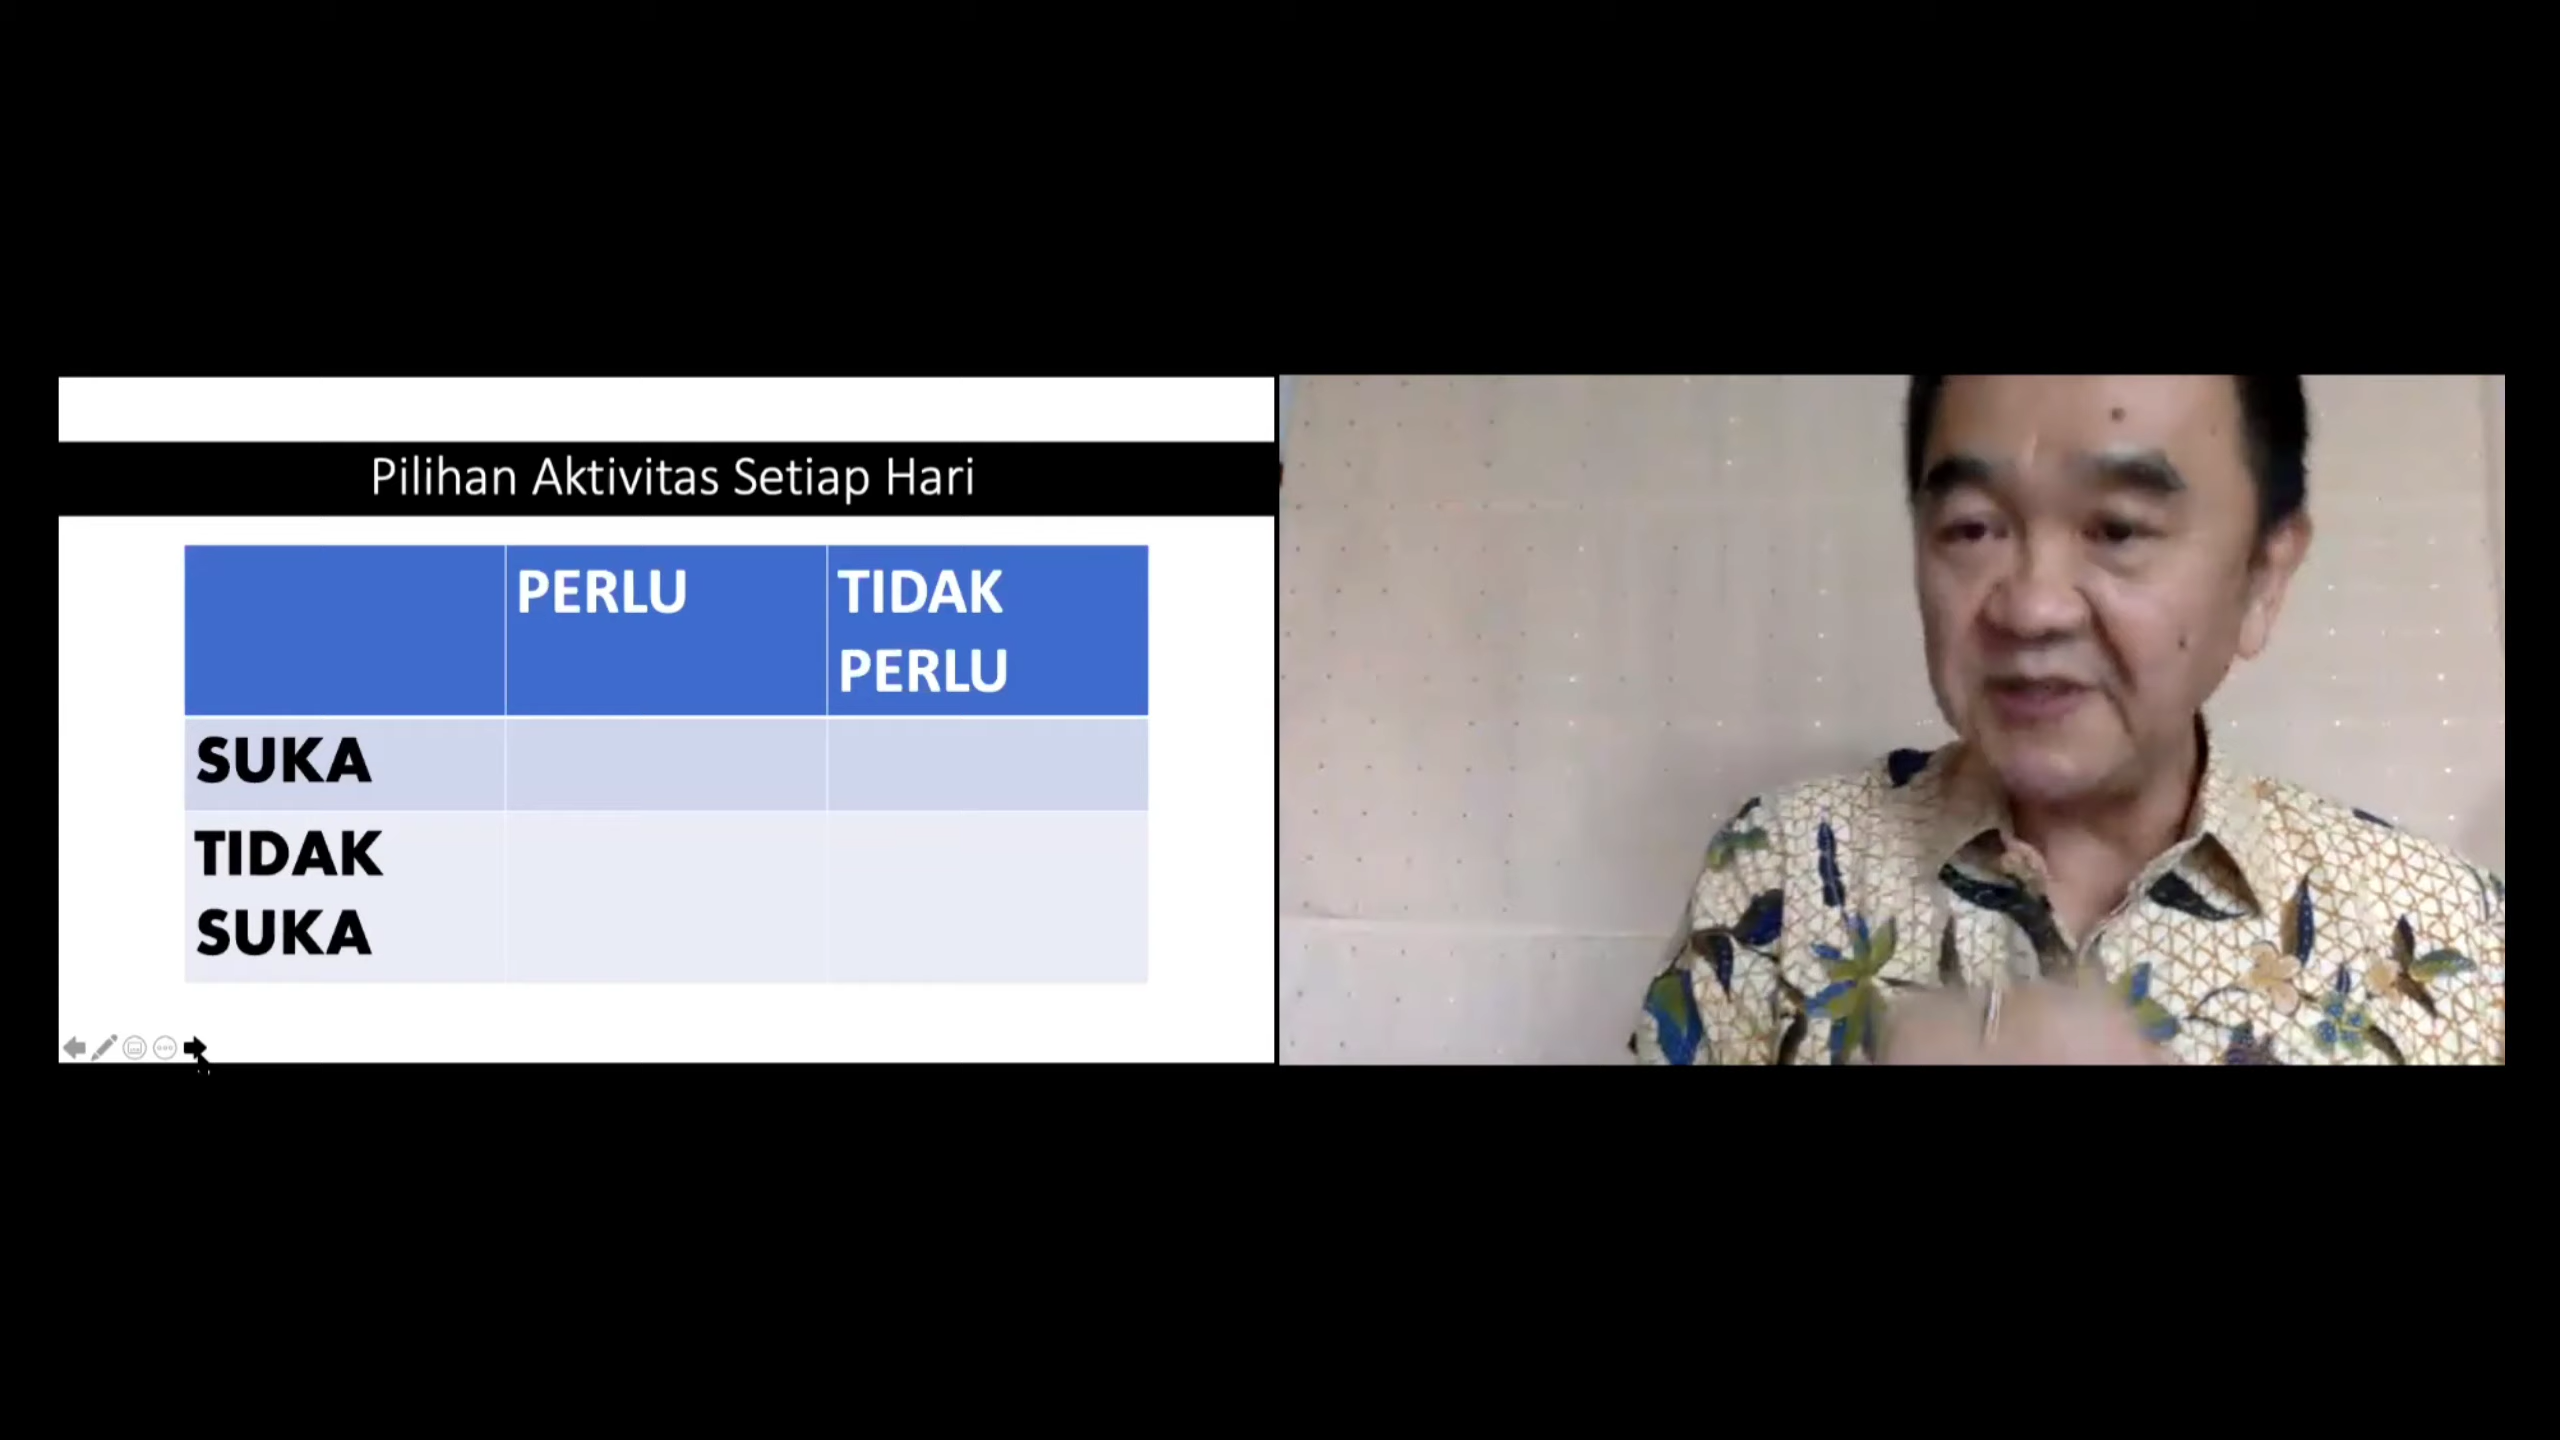 Pilihan Aktivitas Setiap Hari
PERLU
TIDAK
PERLU
SUKA
TIDAK
SUKA